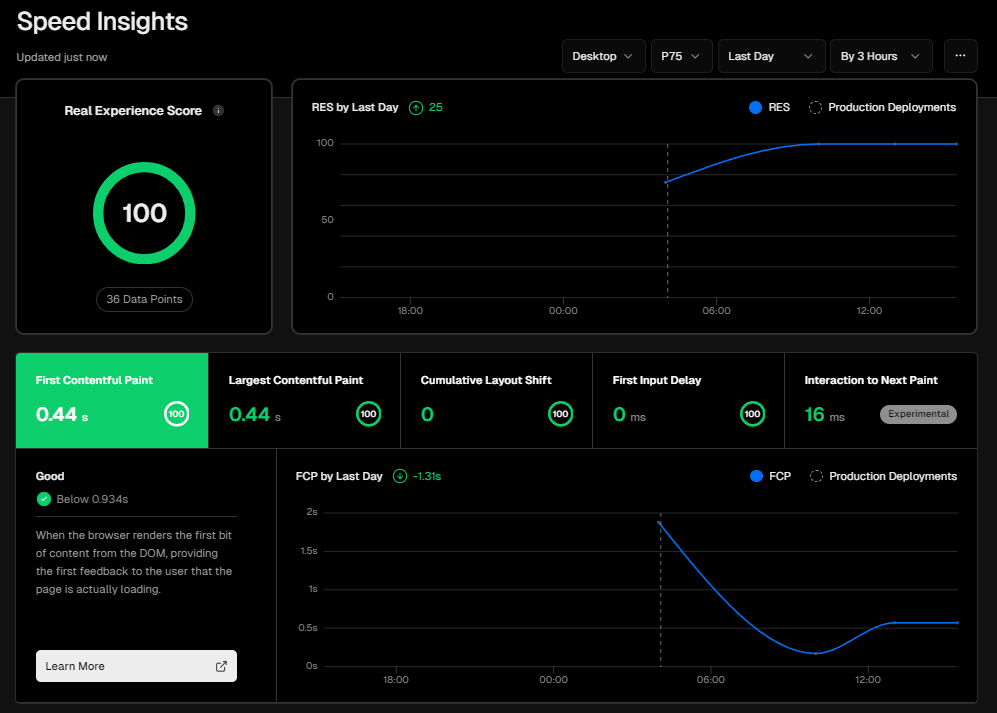 Speed Insights
Updated just now
Desktop
P75
Last Day
By 3 Hours
Real Experience Score
100
36 Data Points
RES by Last Day
25
RES
Production Deployments
100
50
0
18:00
00:00
06:00
12:00
First Contentful Paint
0.44 s
100
Largest Contentful Paint
0.44 s
100
Cumulative Layout Shift
0
100
First Input Delay
0 ms
100
Interaction to Next Paint
16 ms
Experimental
Good
Below 0.934s
When the browser renders the first bit
of content from the DOM, providing
the first feedback to the user that the
page is actually loading.
Learn More
FCP by Last Day
-1.31s
FCP
Production Deployments
2s
1.5s
1s
0.5s
0s
18:00
00:00
06:00
12:00